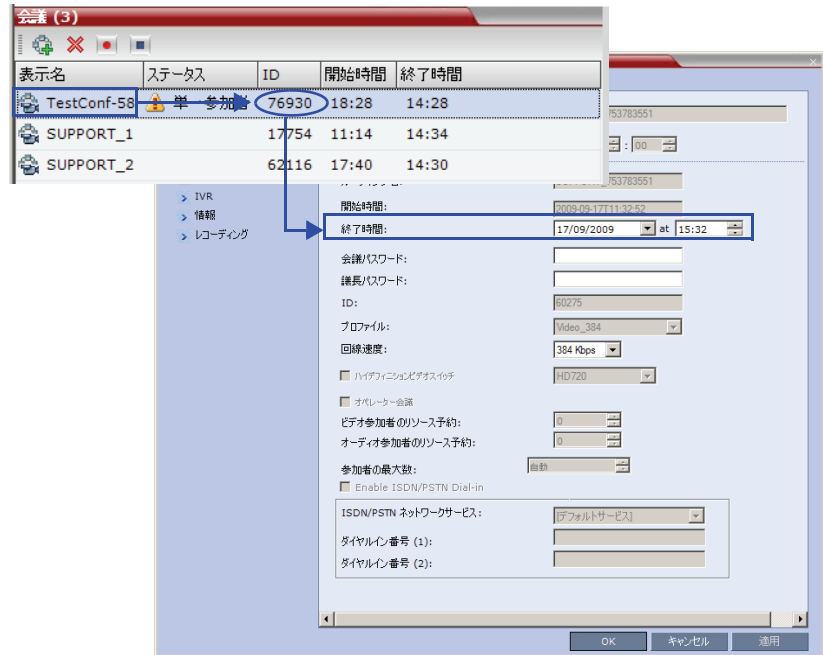 会議 (3)
表示名 ステータス ID 開始時間 終了時間
TestConf-58 単一参加者 76930 18:28 14:28
SUPPORT_1 17754 11:14 14:34
SUPPORT_2 62116 17:40 14:30
753783551
: 00
753783551
IVR
情報
レコーディング
開始時間: 2009-09-17T11:32:52
終了時間: 17/09/2009 at 15:32
会議パスワード:
議長パスワード:
ID: 60275
プロファイル: Video_384
回線速度: 384 Kbps
ハイデフィニションビデオスイッチ HD720
オペレーター会議
ビデオ参加者のリソース予約: 0
オーディオ参加者のリソース予約: 0
参加者の最大数: 自動
Enable ISDN/PSTN Dial-in
ISDN/PSTN ネットワークサービス: [デフォルトサービス]
ダイヤルイン番号 (1):
ダイヤルイン番号 (2):
OK キャンセル 適用